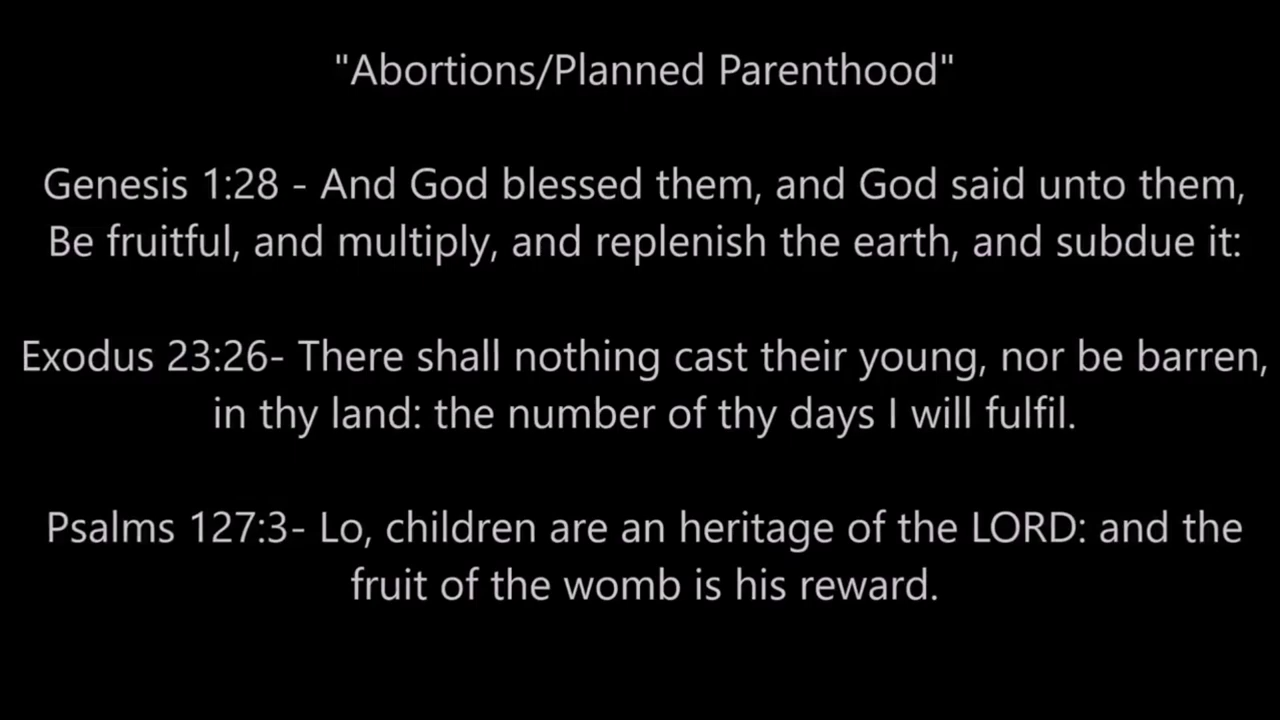 "Abortions/Planned Parenthood"
Genesis 1:28 - And God blessed them, and God said unto them,
Be fruitful, and multiply, and replenish the earth, and subdue it:
Exodus 23:26- There shall nothing cast their young, nor be barren,
in thy land: the number of thy days I will fulfil.
Psalms 127:3- Lo, children are an heritage of the LORD: and the
fruit of the womb is his reward.